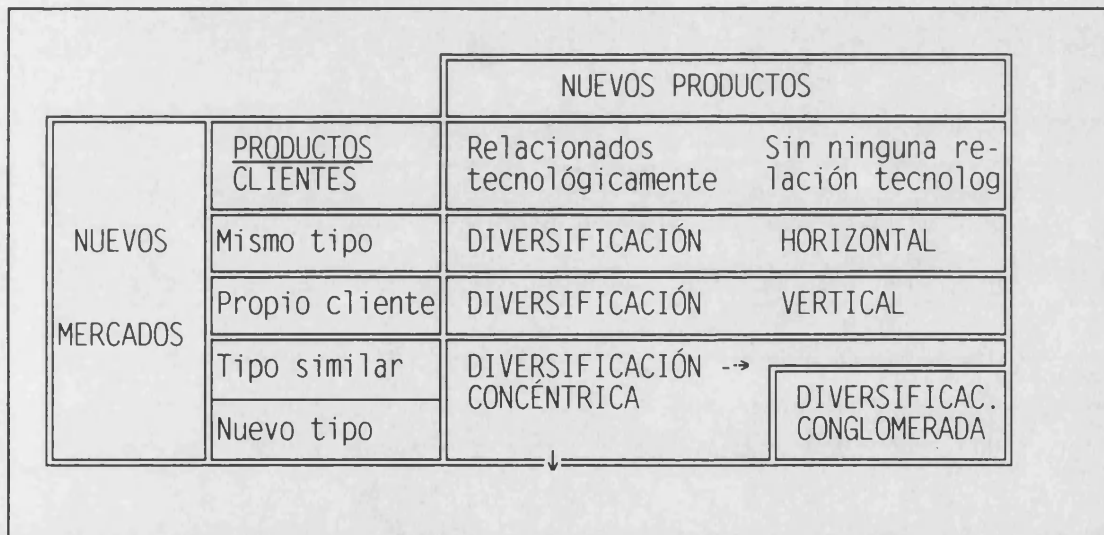 NUEVOS PRODUCTOS
PRODUCTOS
CLIENTES
Relacionados
tecnológicamente
Sin ninguna re-
lación tecnolog
NUEVOS
MERCADOS
Mismo tipo
DIVERSIFICACIÓN HORIZONTAL
Propio cliente
DIVERSIFICACIÓN VERTICAL
Tipo similar
DIVERSIFICACIÓN
CONCÉNTRICA
Nuevo tipo
DIVERSIFICAC.
CONGLOMERADA